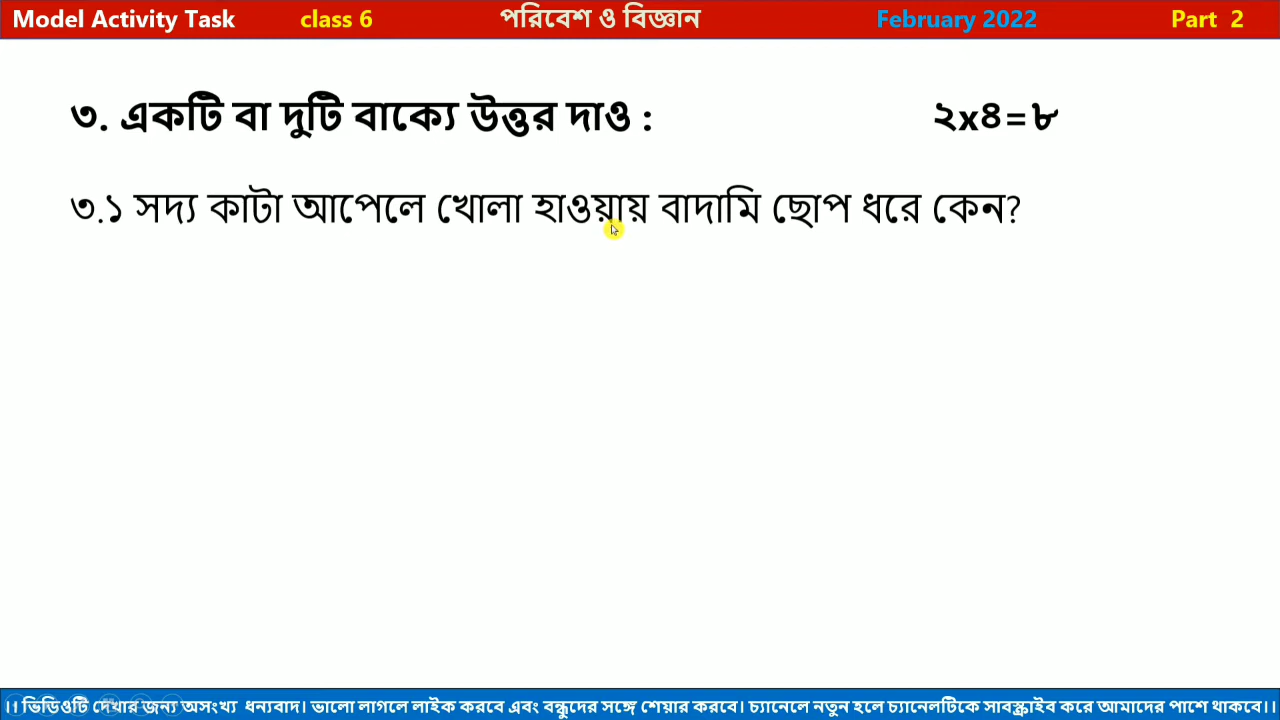 Model Activity Task class 6 পরিবেশ ও বিজ্ঞান February 2022 Part 2
৩. একটি বা দুটি বাক্যে উত্তর দাও : ২x৪=৮
৩.১ সদ্য কাটা আপেলে খোলা হাওয়ায় বাদামি ছোপ ধরে কেন?
।। ভিডিওটি দেখার জন্য অসংখ্য ধন্যবাদ। ভালো লাগলে লাইক করবে এবং বন্ধুদের সঙ্গে শেয়ার করবে। চ্যানেলে নতুন হলে চ্যানেলটিকে সাবস্ক্রাইব করে আমাদের পাশে থাকবে।।